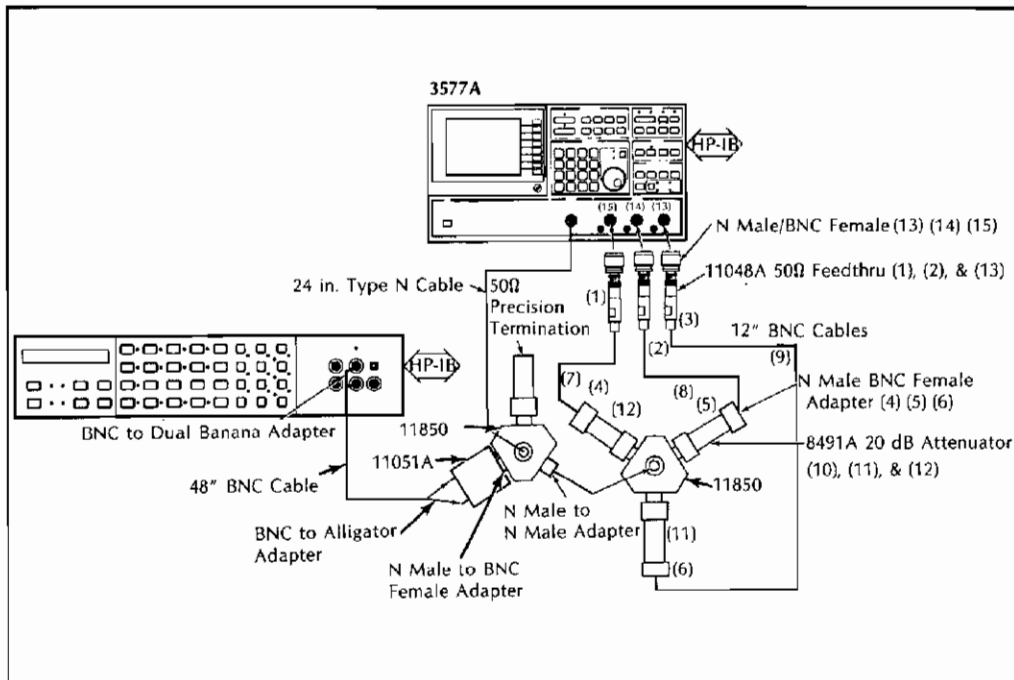 3577A
HP-IB
(15) (14) (13)
N Male/BNC Female (13) (14) (15)
11048A 50Ω Feedthru (1), (2), & (13)
24 in. Type N Cable
50Ω
Precision
Termination
(1)
(3)
(2)
12" BNC Cables
(9)
HP-IB
(7)
(4)
(12)
(8)
(5)
N Male BNC Female
Adapter (4) (5) (6)
BNC to Dual Banana Adapter
11850
8491A 20 dB Attenuator
(10), (11), & (12)
11051A
48" BNC Cable
11850
N Male to
N Male Adapter
BNC to Alligator
Adapter
(11)
N Male to BNC
Female Adapter
(6)